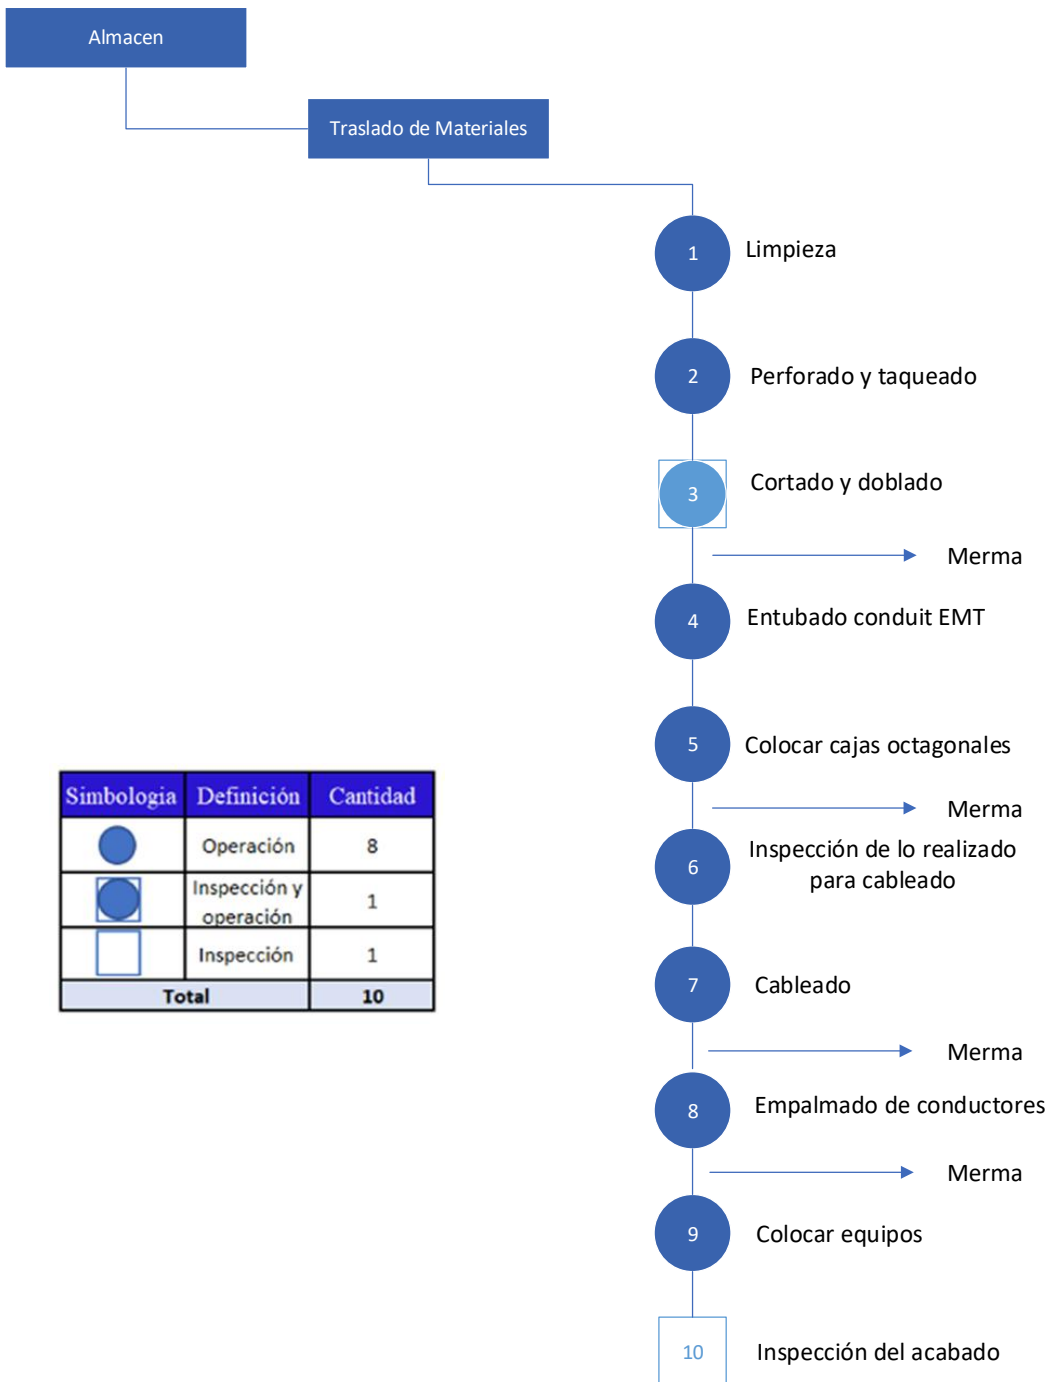 Almacen
Traslado de Materiales
1 Limpieza
2 Perforado y taqueado
3 Cortado y doblado
Merma
4 Entubado conduit EMT
5 Colocar cajas octagonales
Merma
6 Inspección de lo realizado
para cableado
7 Cableado
Merma
8 Empalmado de conductores
Merma
9 Colocar equipos
10 Inspección del acabado
Simbologia Definición Cantidad
Operación 8
Inspección y
operación 1
Inspección 1
Total 10